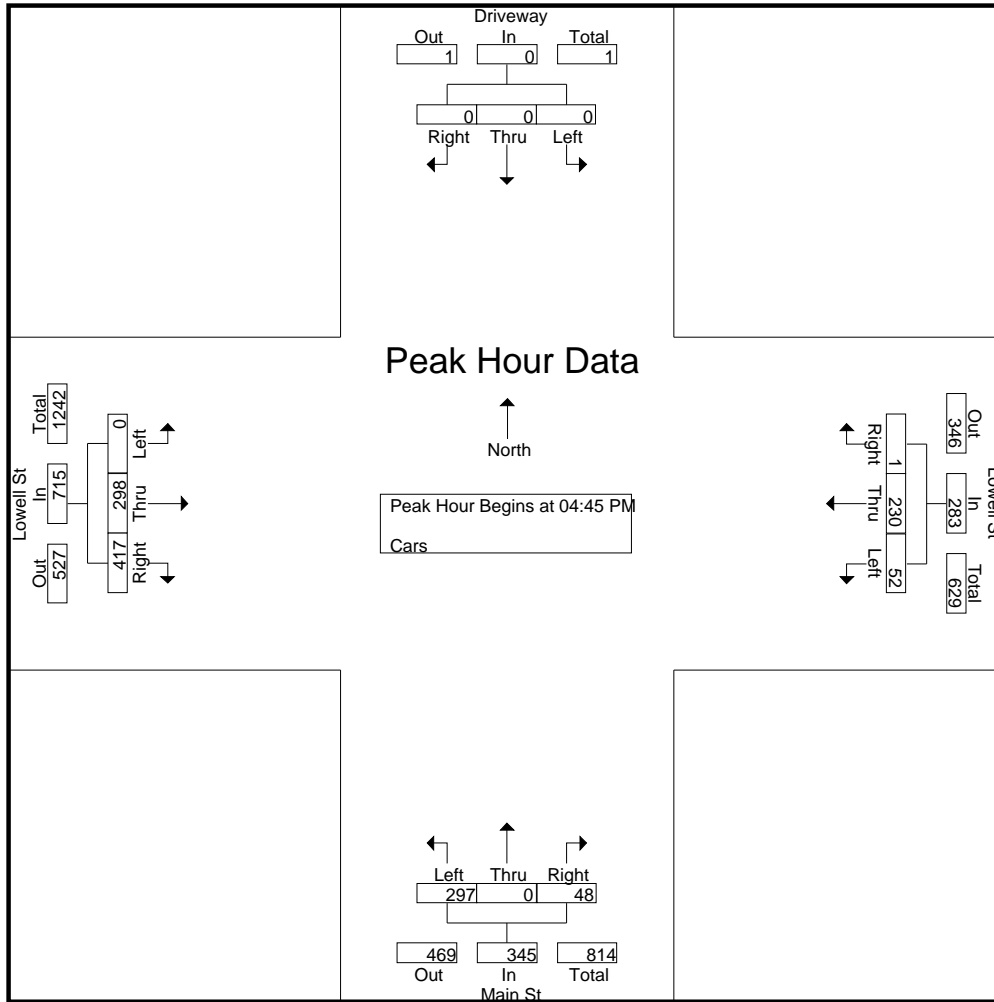 Driveway
Out In Total
1 0 1
0 0 0
Right Thru Left
Peak Hour Data
North
Peak Hour Begins at 04:45 PM
Cars
Lowell St
Total In Out
1242 715 527
0 298 417
Left Thru Right
Right Thru Left
1 230 52
Out In Total
346 283 629
Lowell St
Left Thru Right
297 0 48
469 345 814
Out In Total
Main St